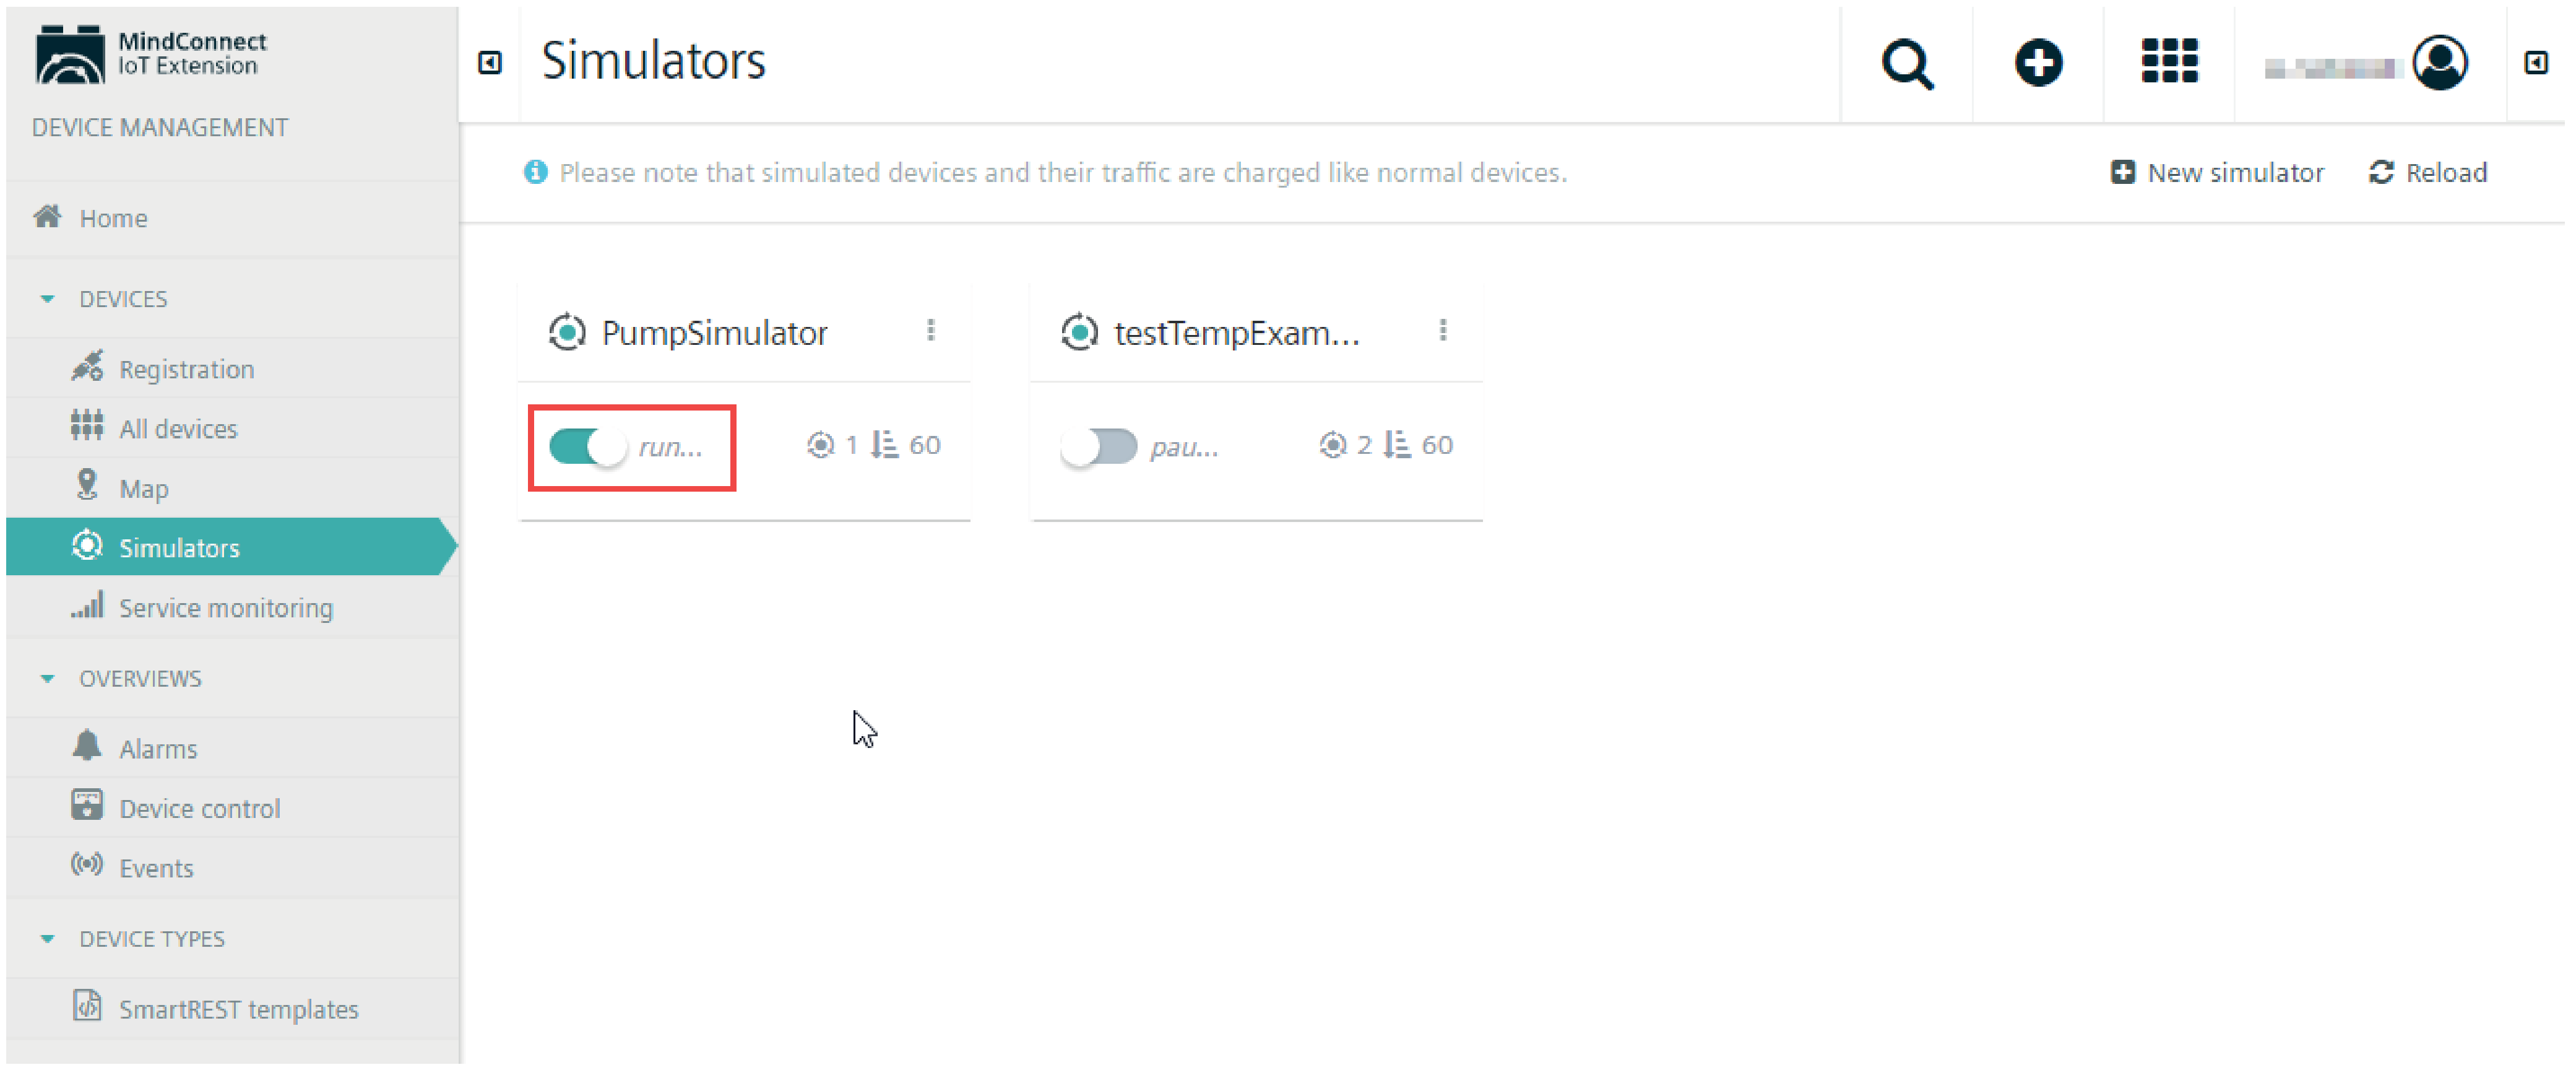 MindConnect
IoT Extension
DEVICE MANAGEMENT
Home
DEVICES
Registration
All devices
Map
Simulators
Service monitoring
OVERVIEWS
Alarms
Device control
Events
DEVICE TYPES
SmartREST templates
Simulators
Please note that simulated devices and their traffic are charged like normal devices.
New simulator
Reload
PumpSimulator
run...
1
60
testTempExam...
pau...
2
60